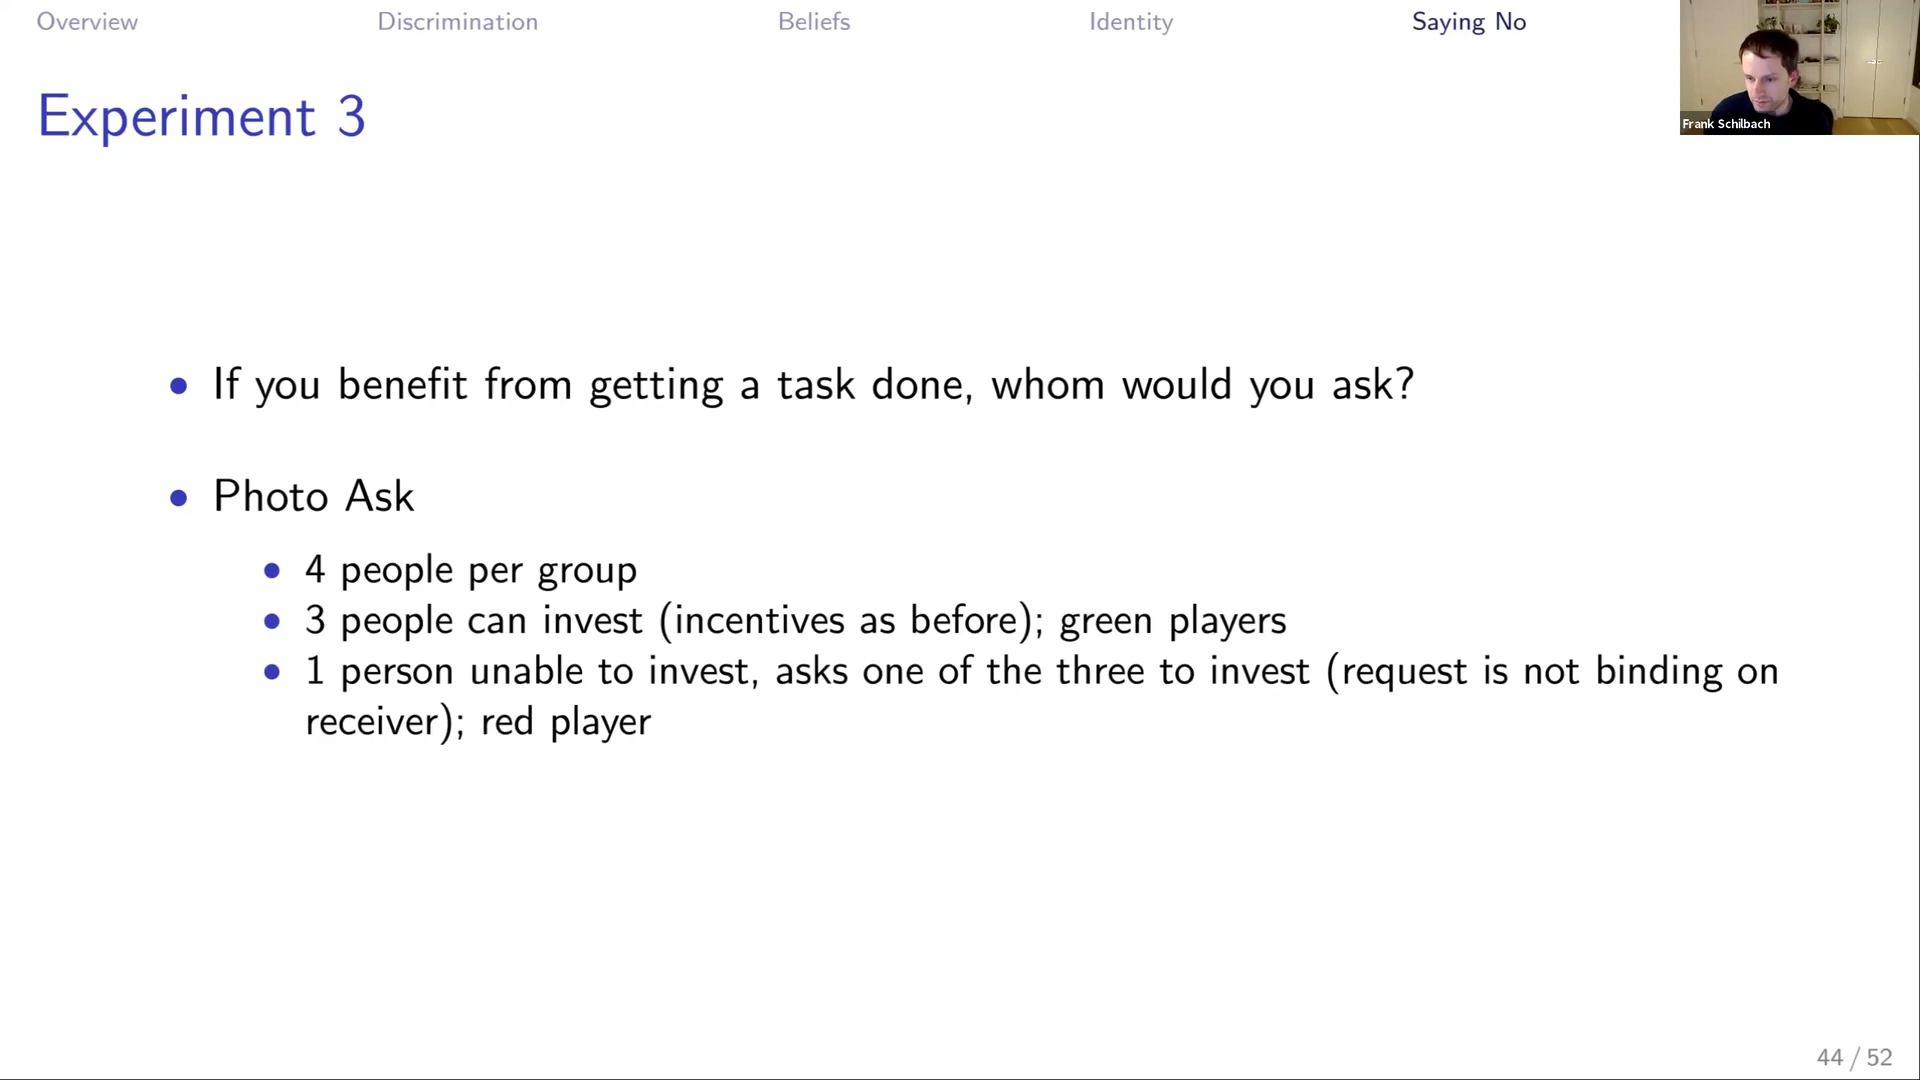 Overview Discrimination Beliefs Identity Saying No
Frank Schilbach
Experiment 3
• If you benefit from getting a task done, whom would you ask?
• Photo Ask
• 4 people per group
• 3 people can invest (incentives as before); green players
• 1 person unable to invest, asks one of the three to invest (request is not binding on
receiver); red player
44 / 52